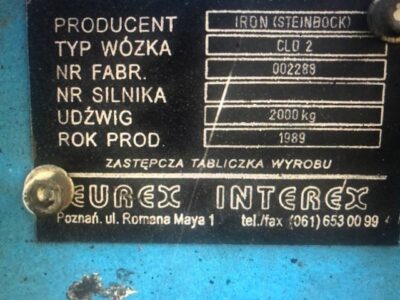 PRODUCENT IRON (STEINBOCK)
TYP WÓZKA CLO 2
NR FABR. 002289
NR SILNIKA
UDŹWIG 2000 kg
ROK PROD. 1989
ZASTĘPCZA TABLICZKA WYROBU
EUREX INTEREX
Poznań. ul. Romana Maya 1 tel./fax (061) 653 00 99